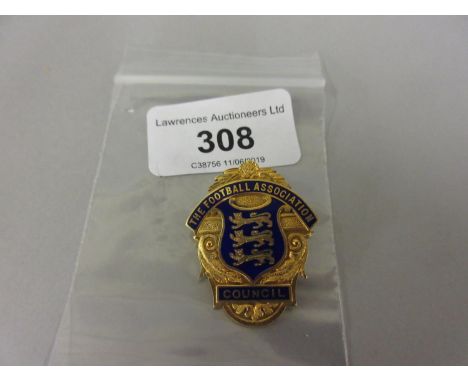 Lawrences Auctioneers Ltd
308
C38756 11/06/2019
THE FOOTBALL ASSOCIATION
COUNCIL